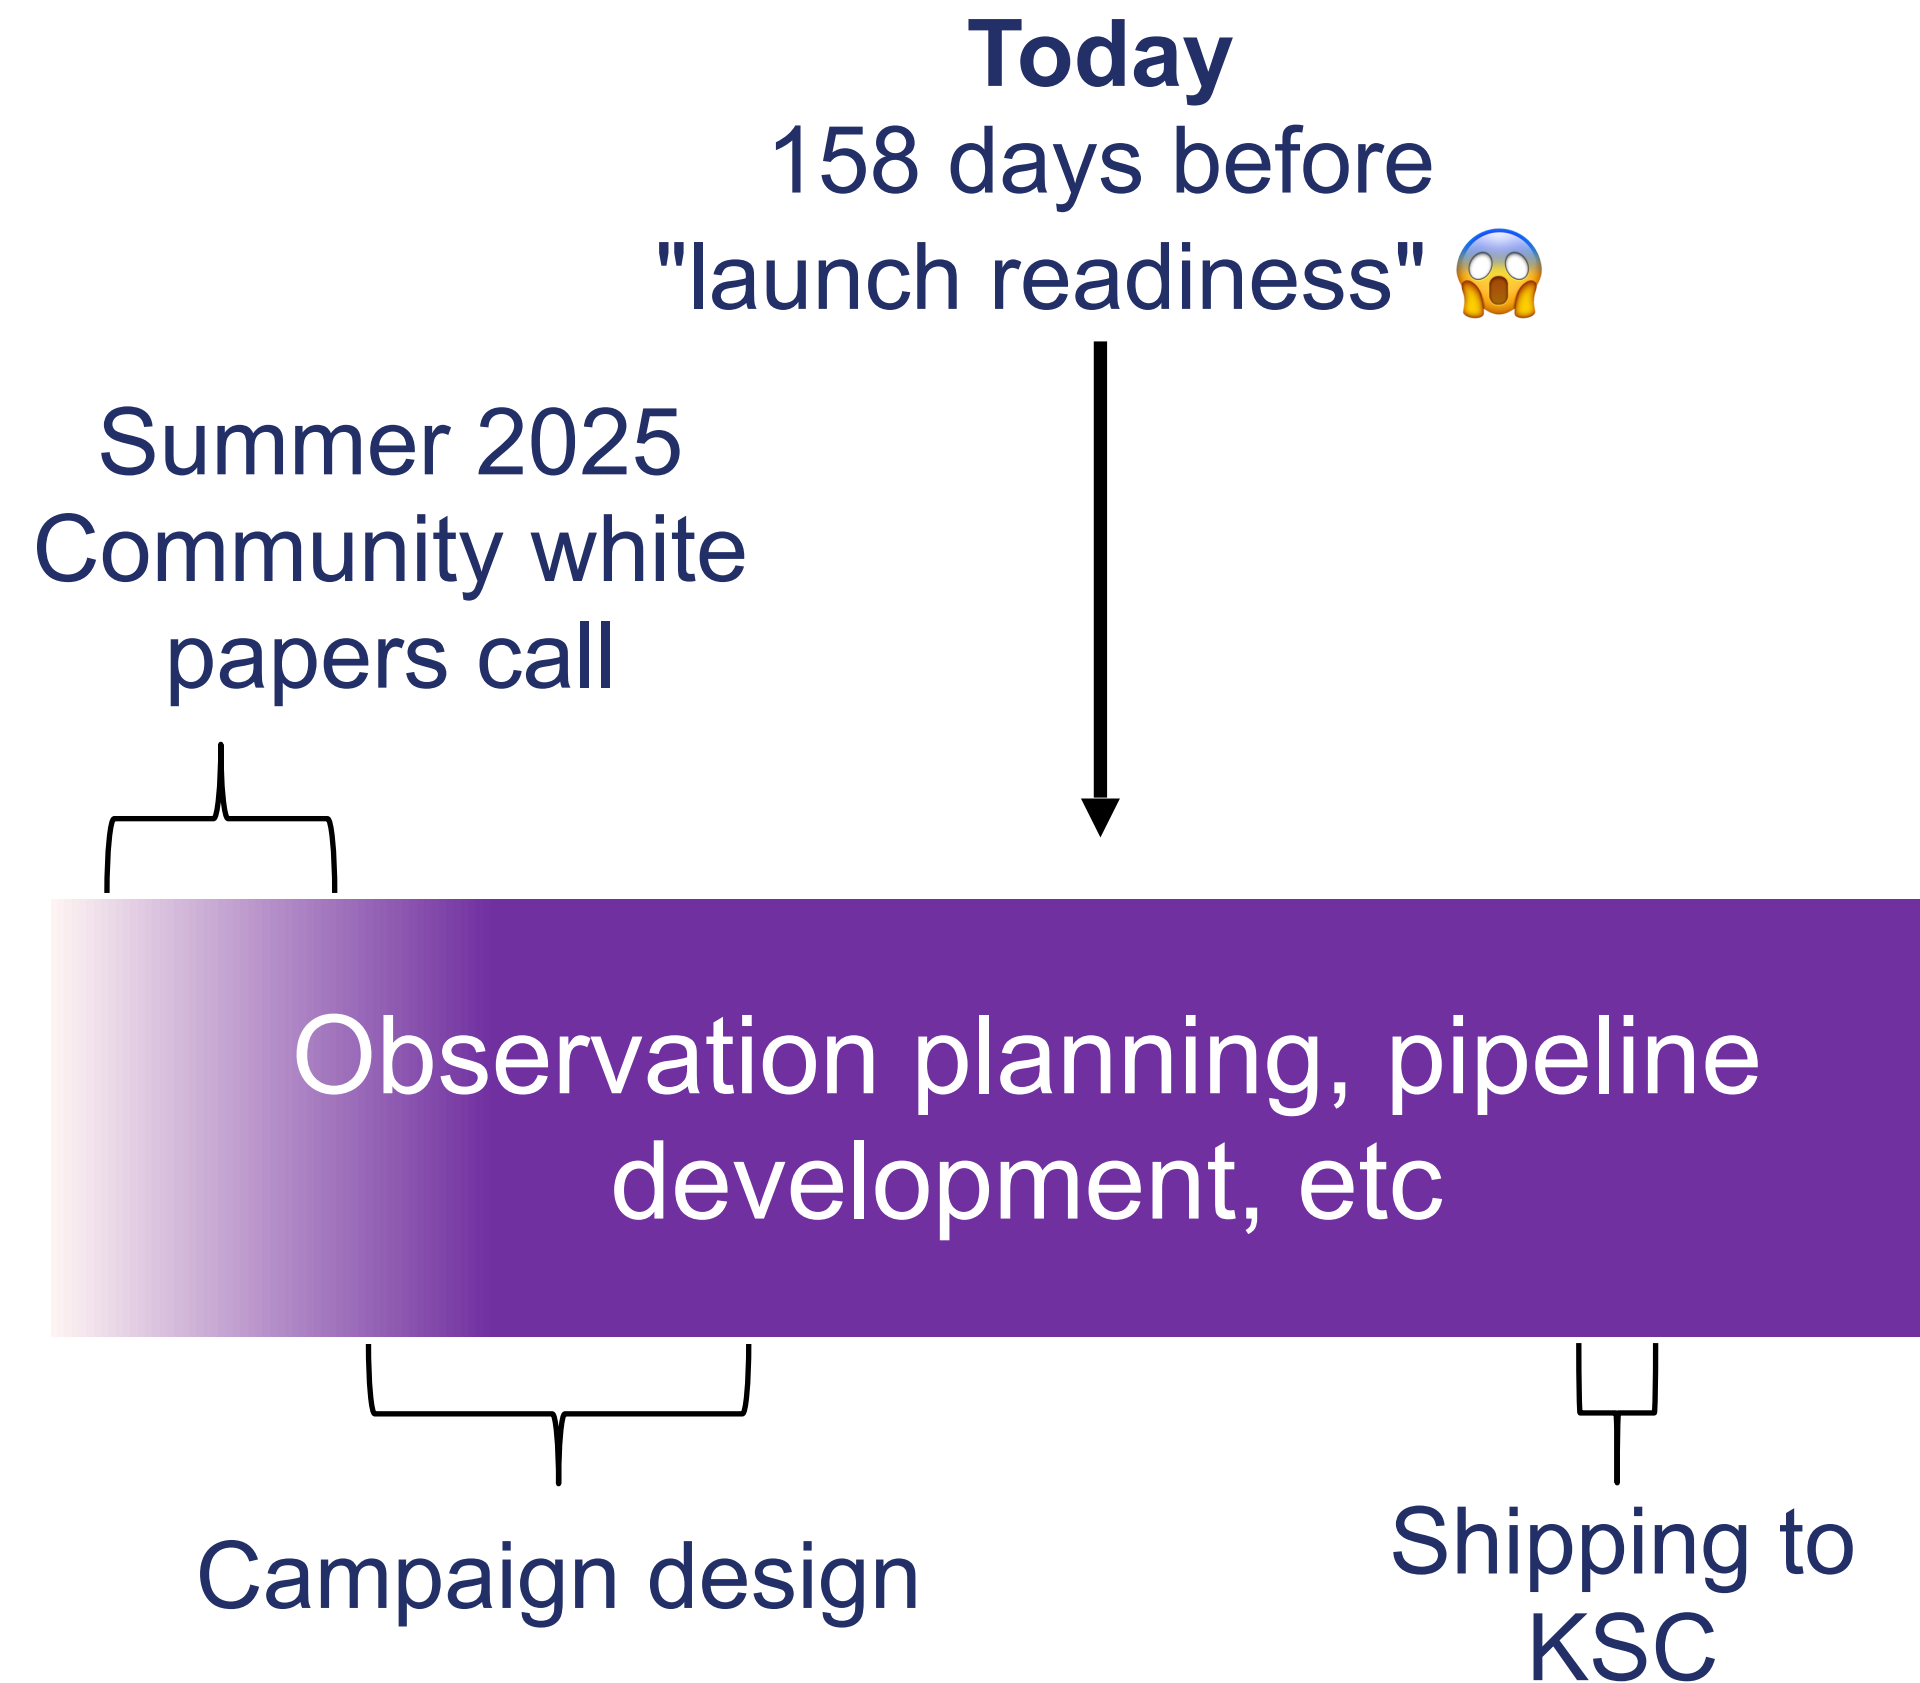 Today
158 days before
"launch readiness" 😱
Summer 2025
Community white
papers call
Observation planning, pipeline
development, etc
Campaign design
Shipping to
KSC